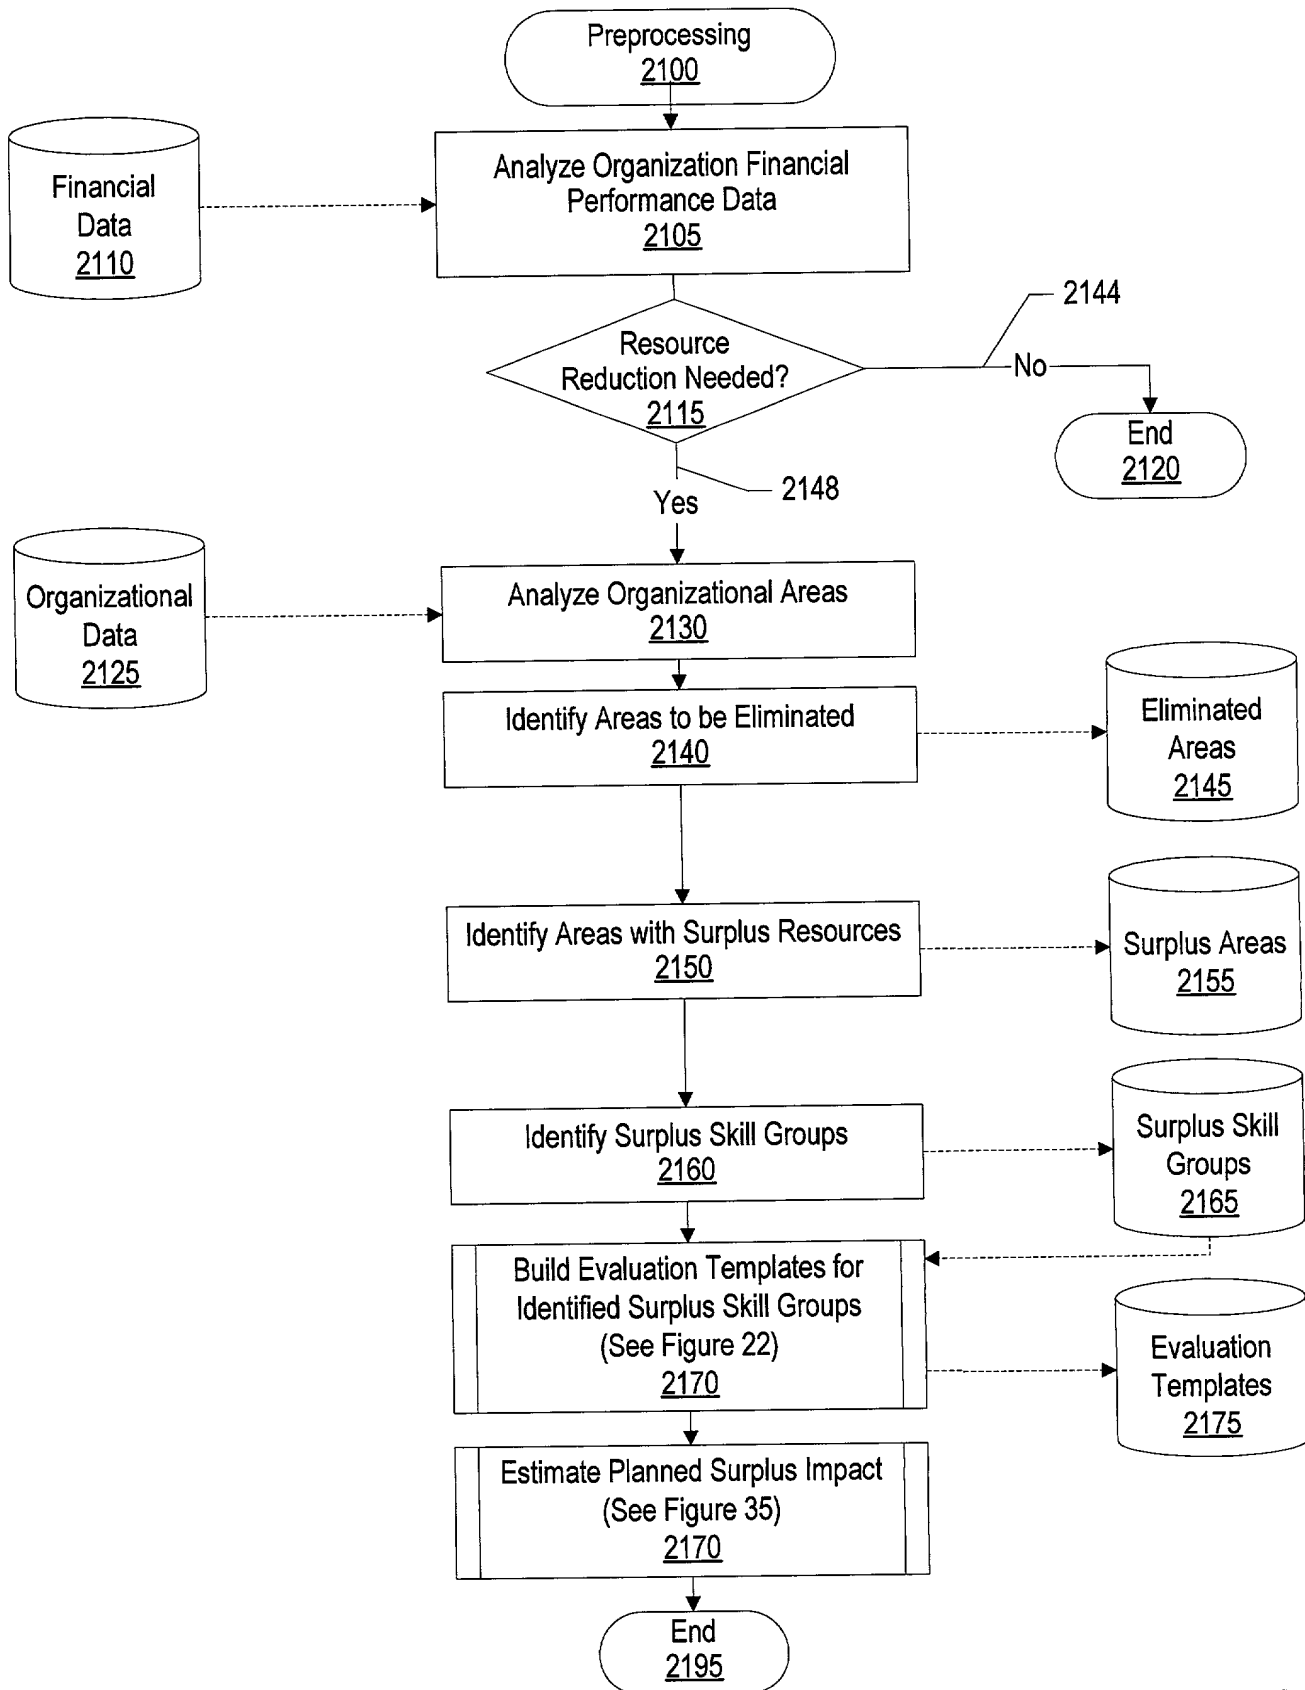 Preprocessing
2100
Financial
Data
2110
Analyze Organization Financial
Performance Data
2105
2144
Resource
Reduction Needed?
2115
No
End
2120
2148
Yes
Organizational
Data
2125
Analyze Organizational Areas
2130
Identify Areas to be Eliminated
2140
Eliminated
Areas
2145
Identify Areas with Surplus Resources
2150
Surplus Areas
2155
Identify Surplus Skill Groups
2160
Surplus Skill
Groups
2165
Build Evaluation Templates for
Identified Surplus Skill Groups
(See Figure 22)
2170
Evaluation
Templates
2175
Estimate Planned Surplus Impact
(See Figure 35)
2170
End
2195